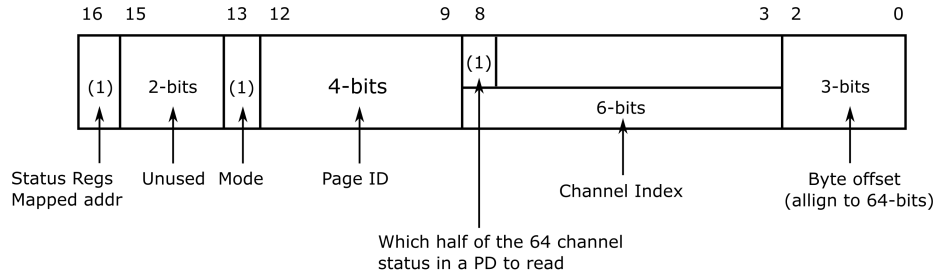 16 15 13 12 9 8 3 2 0
(1) 2-bits (1) 4-bits (1) 3-bits
6-bits
Status Regs
Mapped addr
Unused
Mode
Page ID
Channel Index
Byte offset
(allign to 64-bits)
Which half of the 64 channel
status in a PD to read